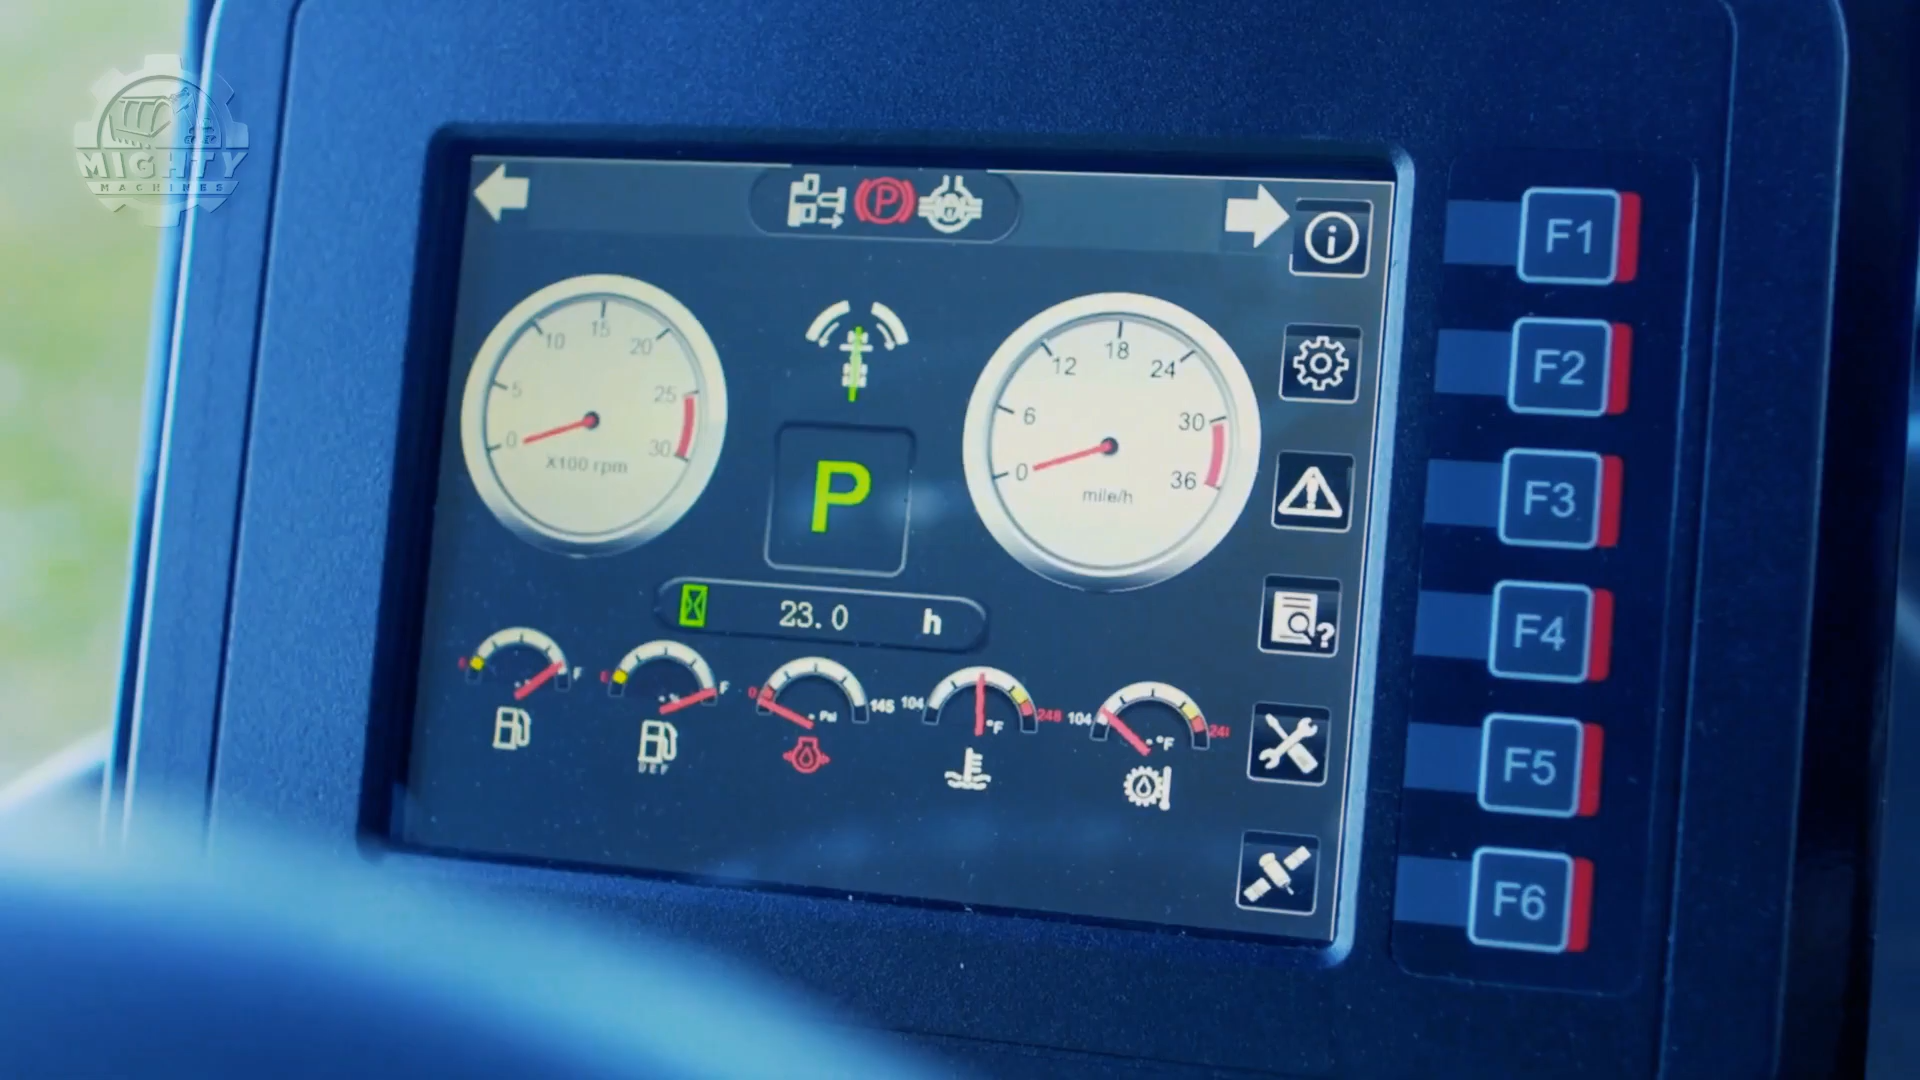 MIGHTY
MACHINES
P
0
5
10
15
20
25
30
X100 rpm
0
6
12
18
24
30
36
mile/h
P
23.0 h
E
F
E
F
DEF
0
145
Psi
104
248
°F
104
°F
F1
F2
F3
F4
F5
F6
?